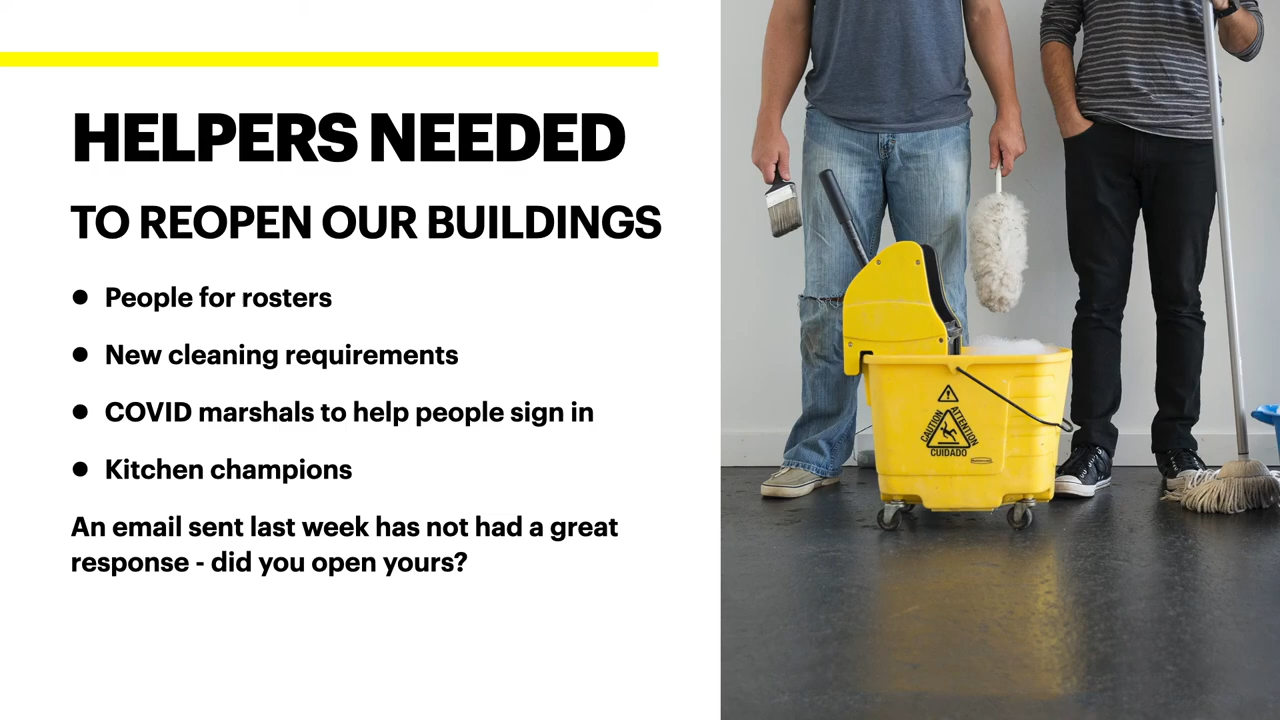 HELPERS NEEDED
TO REOPEN OUR BUILDINGS
● People for rosters
● New cleaning requirements
● COVID marshals to help people sign in
● Kitchen champions
An email sent last week has not had a great
response - did you open yours?
CAUTION
ATTENTION
CUIDADO